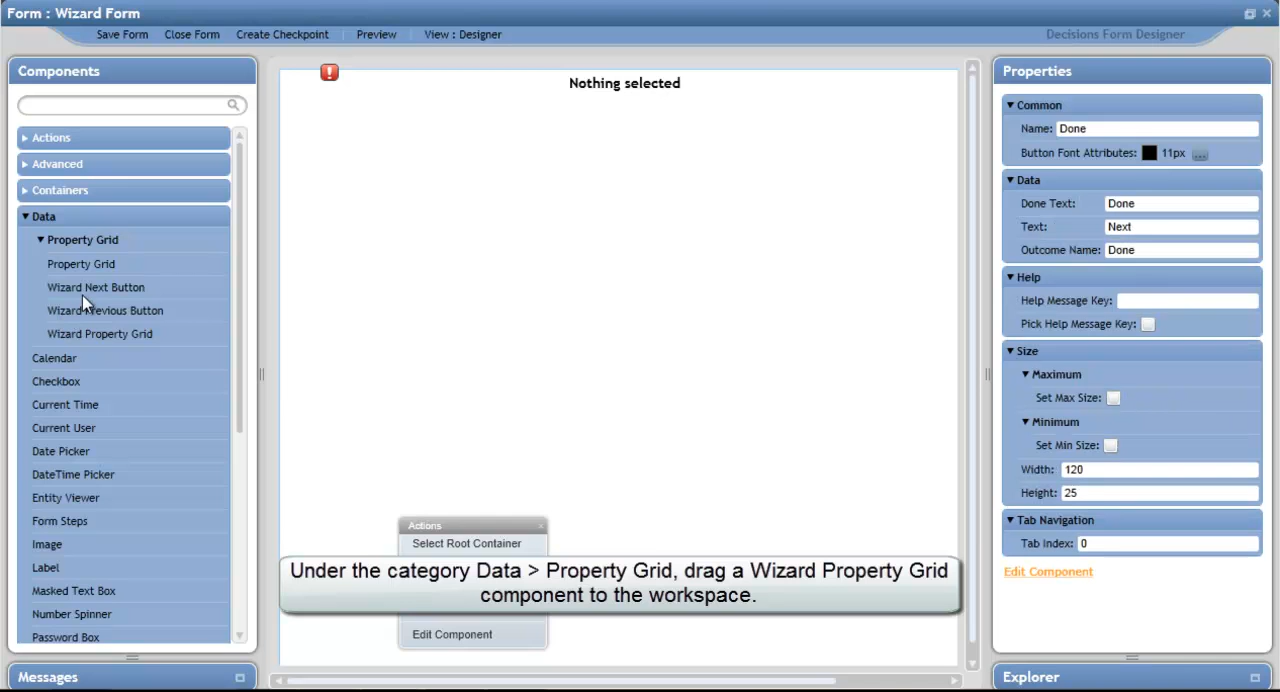 Form : Wizard Form
Save Form
Close Form
Create Checkpoint
Preview
View : Designer
Decisions Form Designer
Components
Actions
Advanced
Containers
Data
Property Grid
Property Grid
Wizard Next Button
Wizard Previous Button
Wizard Property Grid
Calendar
Checkbox
Current Time
Current User
Date Picker
DateTime Picker
Entity Viewer
Form Steps
Image
Label
Masked Text Box
Number Spinner
Password Box
Messages
!
Nothing selected
Actions
Select Root Container
Under the category Data > Property Grid, drag a Wizard Property Grid
component to the workspace.
Edit Component
Properties
Common
Name: Done
Button Font Attributes: 11px ...
Data
Done Text: Done
Text: Next
Outcome Name: Done
Help
Help Message Key:
Pick Help Message Key:
Size
Maximum
Set Max Size:
Minimum
Set Min Size:
Width: 120
Height: 25
Tab Navigation
Tab Index: 0
Edit Component
Explorer